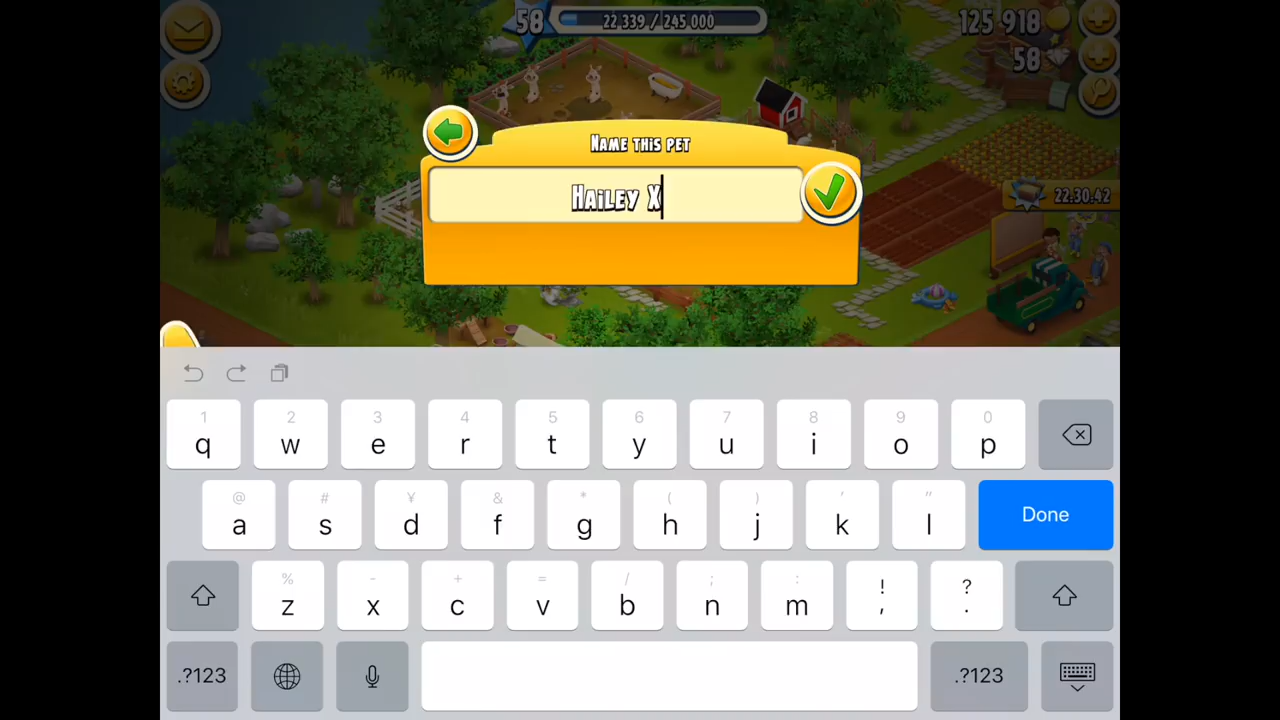 58 22 339 / 245 000 125 918
58
Name this pet
Hailey X
22:30:42
1 2 3 4 5 6 7 8 9 0
q w e r t y u i o p
@ # ¥ & * ( ) ' "
a s d f g h j k l Done
% - + = / ; : ! ?
z x c v b n m , .
.?123 .?123